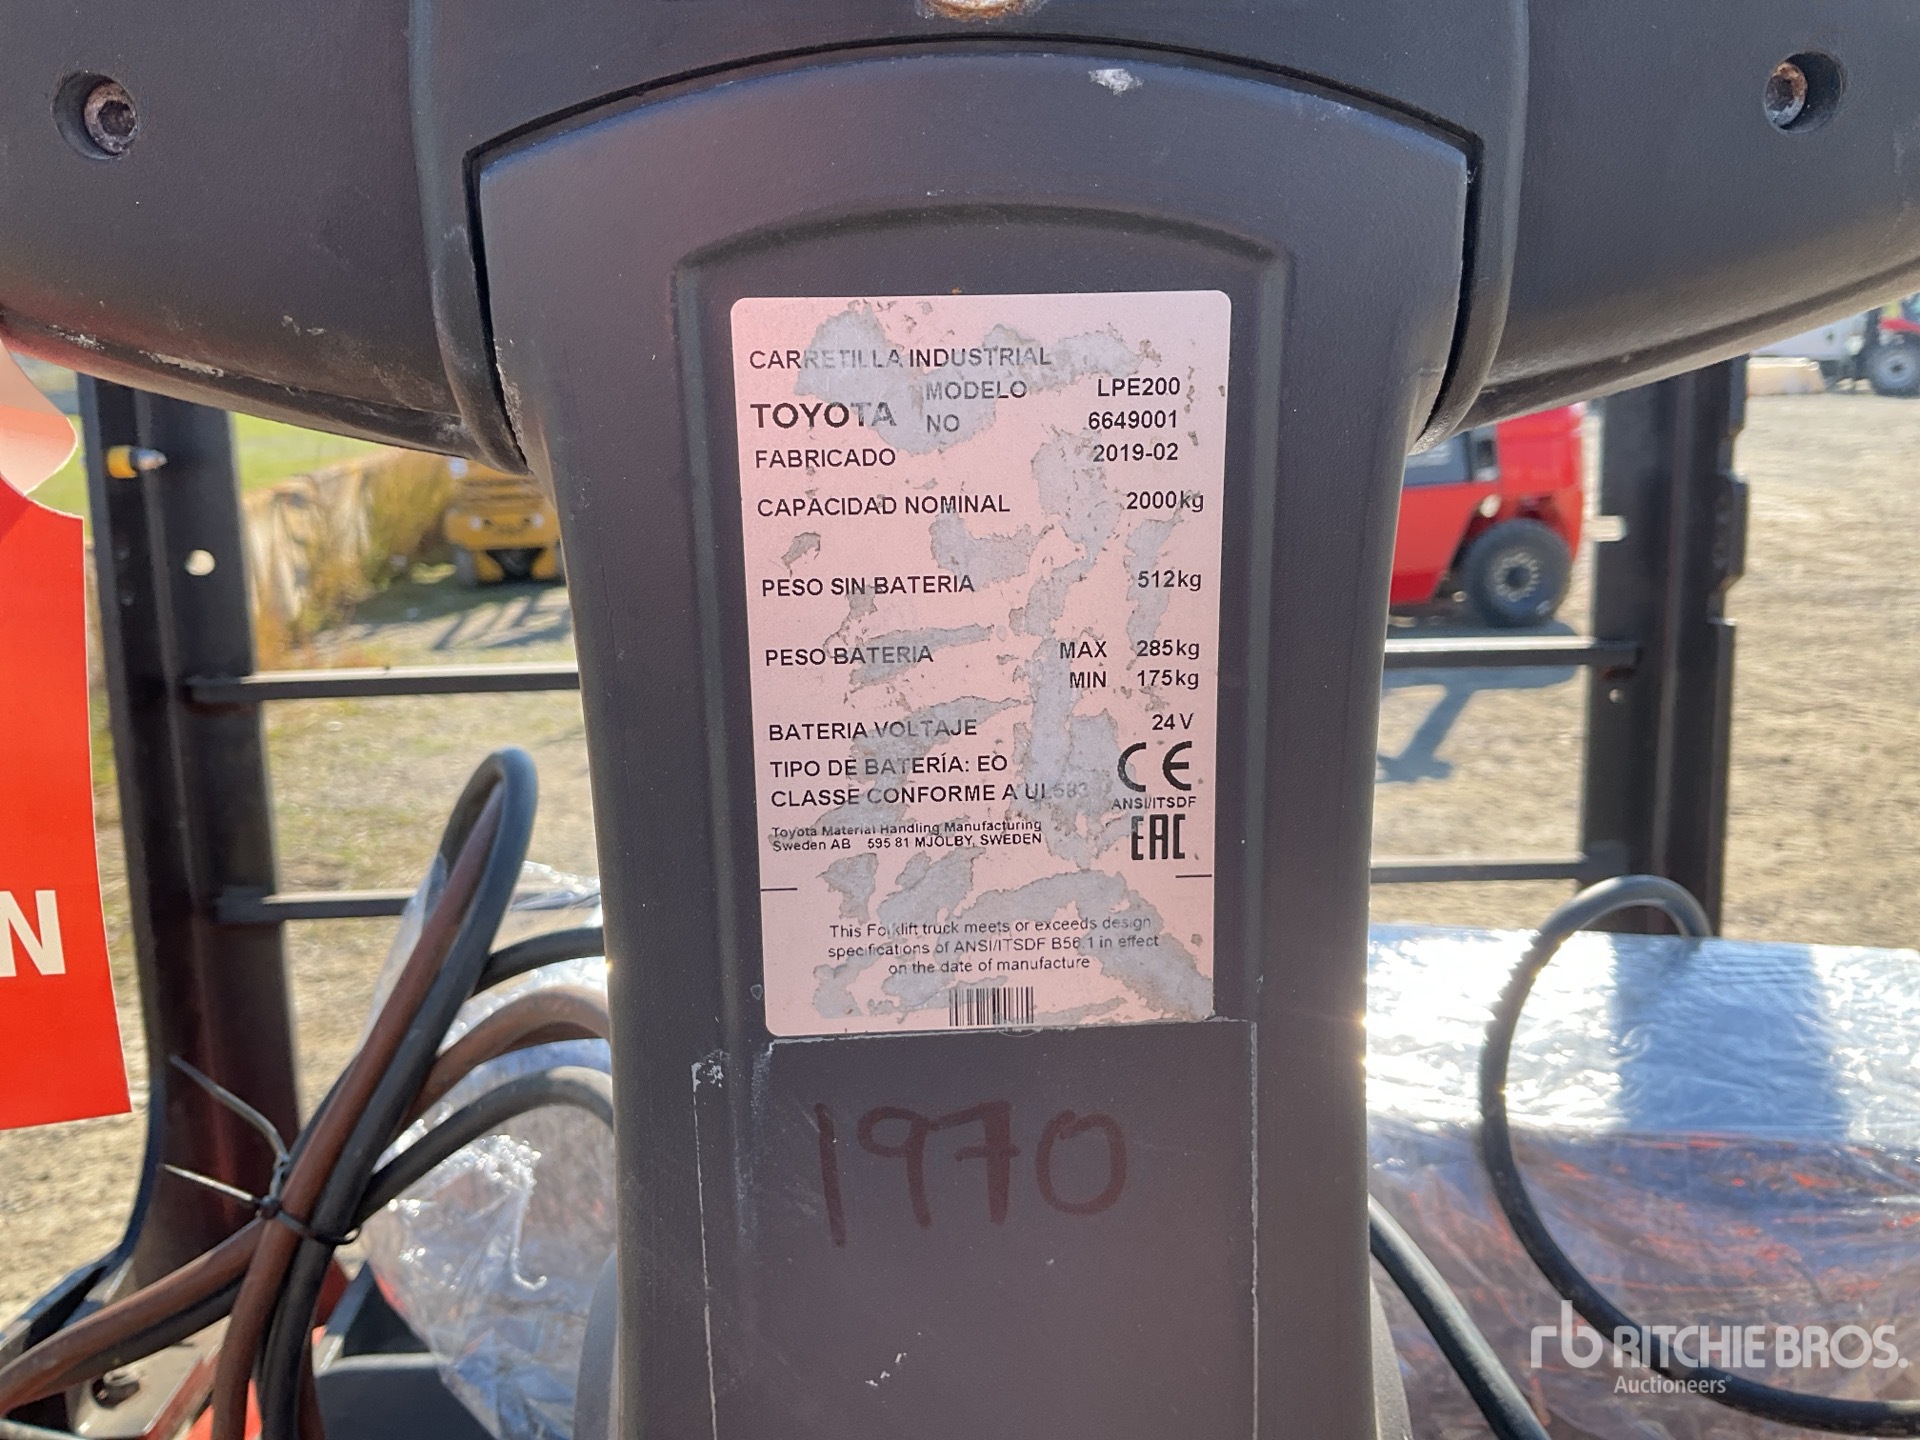 CARRETILLA INDUSTRIAL
MODELO LPE200
TOYOTA NO 6649001
FABRICADO 2019-02
CAPACIDAD NOMINAL 2000kg
PESO SIN BATERIA 512kg
PESO BATERIA MAX 285kg
MIN 175kg
BATERIA VOLTAJE 24V
TIPO DE BATERÍA: EO
CLASSE CONFORME A UL583
CE
ANSI/ITSDF
EAC
Toyota Material Handling Manufacturing
Sweden AB 595 81 MJÖLBY, SWEDEN
This Forklift truck meets or exceeds design
specifications of ANSI/ITSDF B56.1 in effect
on the date of manufacture
1970
N
rb RITCHIE BROS.
Auctioneers